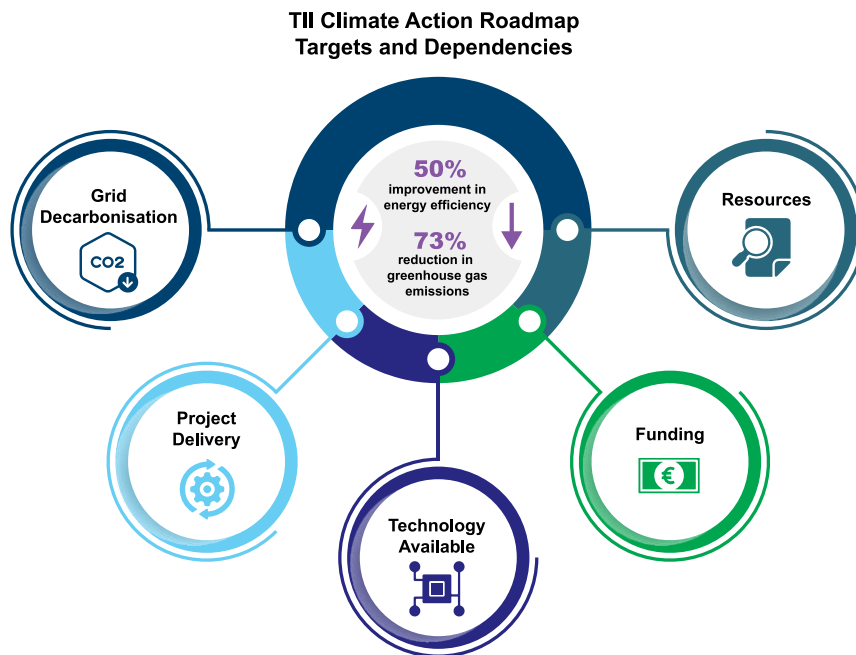 TII Climate Action Roadmap
Targets and Dependencies
50%
improvement in
energy efficiency
73%
reduction in
greenhouse gas
emissions
Grid
Decarbonisation
CO2
Resources
Project
Delivery
Funding
€
Technology
Available